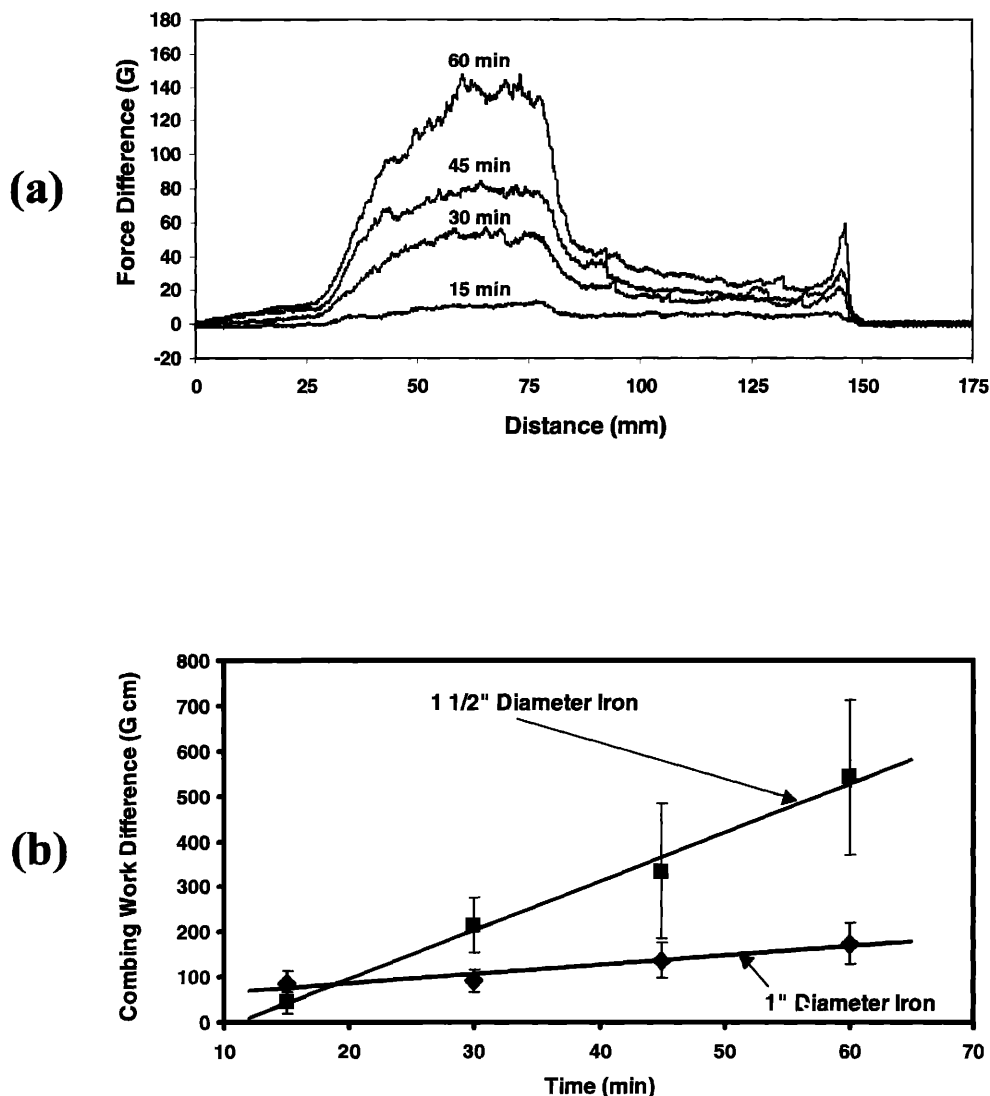 (a)
Force Difference (G)
180
160
140
120
100
80
60
40
20
0
-20
60 min
45 min
30 min
15 min
0 25 50 75 100 125 150 175
Distance (mm)
(b)
Combing Work Difference (G cm)
800
700
600
500
400
300
200
100
0
1 1/2" Diameter Iron
1" Diameter Iron
10 20 30 40 50 60 70
Time (min)